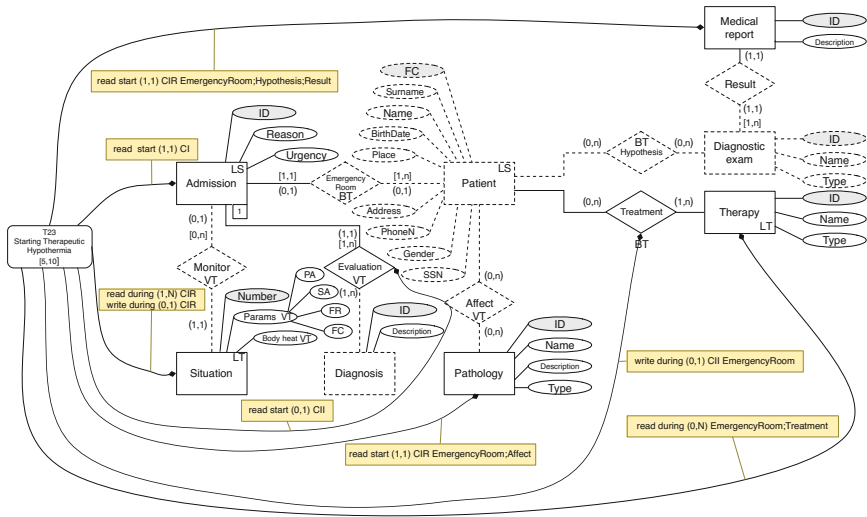 Medical
report
ID
Description
(1,1)
read start (1,1) CIR EmergencyRoom;Hypothesis;Result
FC
Result
Surname
ID
Name
(1,1)
[1,n]
read start (1,1) CI
Reason
BirthDate
(0,n)
BT
Hypothesis
(0,n)
Diagnostic
exam
ID
Urgency
Place
Name
LS
Admission
[1,1]
(0,1)
Emergency
Room
BT
[1,n]
(0,1)
LS
Patient
Type
1
Address
(0,n)
(1,n)
ID
(0,1)
[0,n]
PhoneN
Treatment
BT
Therapy
LT
Name
T23
Starting Therapeutic
Hypothermia
[5,10]
(1,1)
[1,n]
Gender
Type
Monitor
VT
Evaluation
VT
SSN
(0,n)
PA
read during (1,N) CIR
write during (0,1) CIR
Number
SA
(1,n)
Affect
VT
Params VT
FR
ID
(1,1)
FC
Description
(0,n)
ID
Body heat VT
Name
LT
Situation
Diagnosis
Pathology
Description
Type
write during (0,1) CII EmergencyRoom
read start (0,1) CII
read during (0,N) EmergencyRoom;Treatment
read start (1,1) CIR EmergencyRoom;Affect